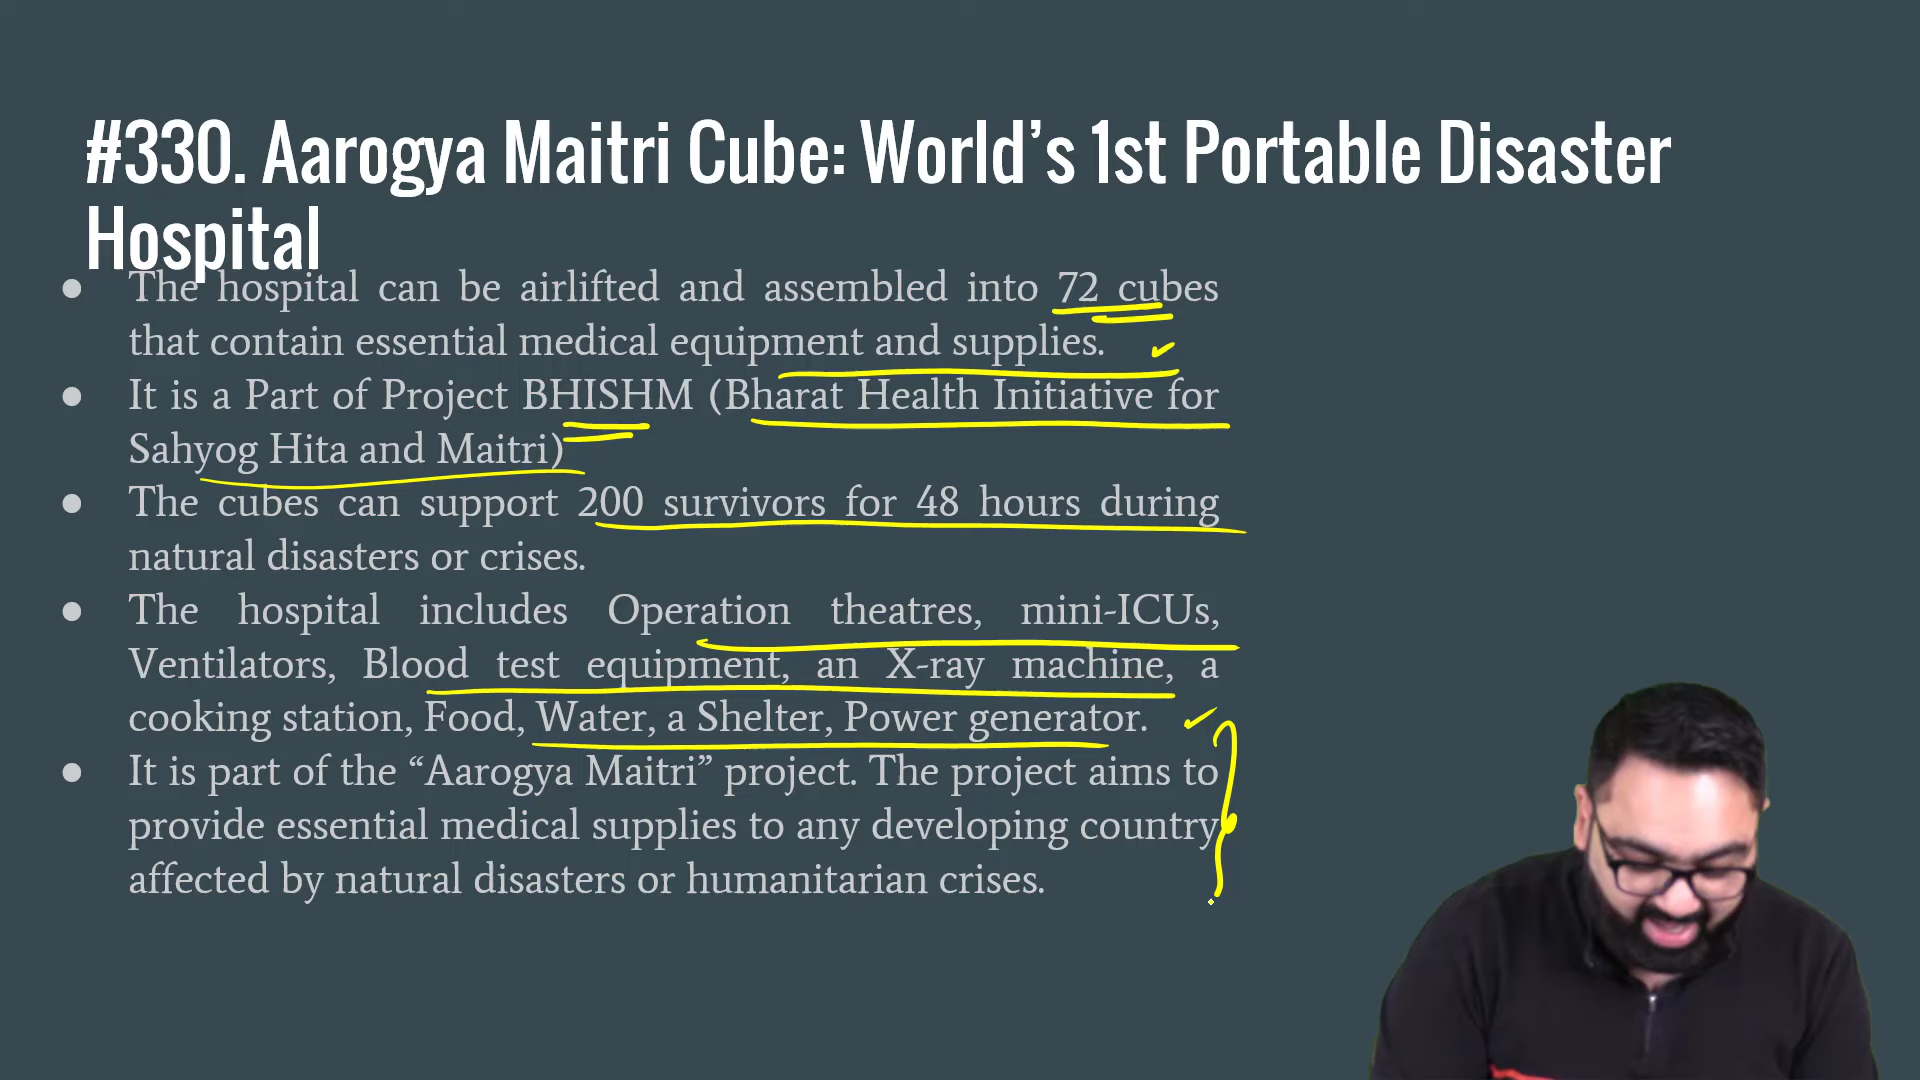 #330. Aarogya Maitri Cube: World’s 1st Portable Disaster
Hospital
● The hospital can be airlifted and assembled into 72 cubes
that contain essential medical equipment and supplies.
● It is a Part of Project BHISHM (Bharat Health Initiative for
Sahyog Hita and Maitri)
● The cubes can support 200 survivors for 48 hours during
natural disasters or crises.
● The hospital includes Operation theatres, mini-ICUs,
Ventilators, Blood test equipment, an X-ray machine, a
cooking station, Food, Water, a Shelter, Power generator.
● It is part of the “Aarogya Maitri” project. The project aims to
provide essential medical supplies to any developing country
affected by natural disasters or humanitarian crises.